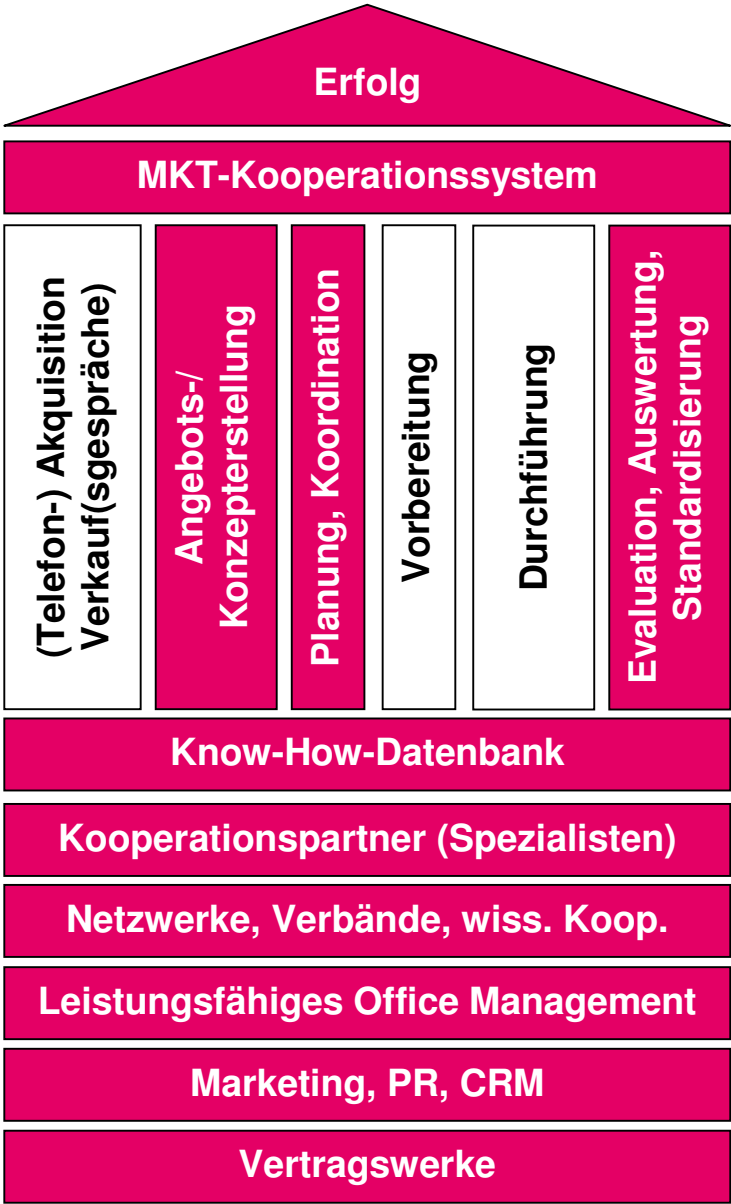 Erfolg
MKT-Kooperationssystem
(Telefon-) Akquisition
Verkauf(sgespräche)
Angebots-/
Konzepterstellung
Planung, Koordination
Vorbereitung
Durchführung
Evaluation, Auswertung,
Standardisierung
Know-How-Datenbank
Kooperationspartner (Spezialisten)
Netzwerke, Verbände, wiss. Koop.
Leistungsfähiges Office Management
Marketing, PR, CRM
Vertragswerke